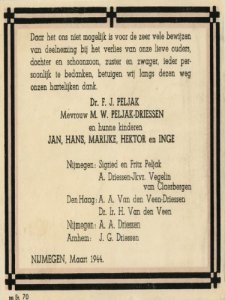 Daar het ons niet mogelijk is voor de zeer vele bewijzen
van deelneming bij het verlies van onze lieve ouders,
dochter en schoonzoon, zuster en zwager, ieder per-
soonlijk te bedanken, betuigen wij langs dezen weg
onzen hartelijken dank.
Dr. F. J. PELJAK
Mevrouw M. W. PELJAK-DRIESSEN
en hunne kinderen
JAN, HANS, MARIJKE, HEKTOR en INGE
Nijmegen: Sigried en Fritz Peljak
A. Driessen-Jkvr. Vegelin
van Claerbergen
Den Haag: A. A. Van den Veen-Driessen
Dr. Ir. H. Van den Veen
Nijmegen: A. A. Driessen
Arnhem: J. G. Driessen
NIJMEGEN, Maart 1944.
70